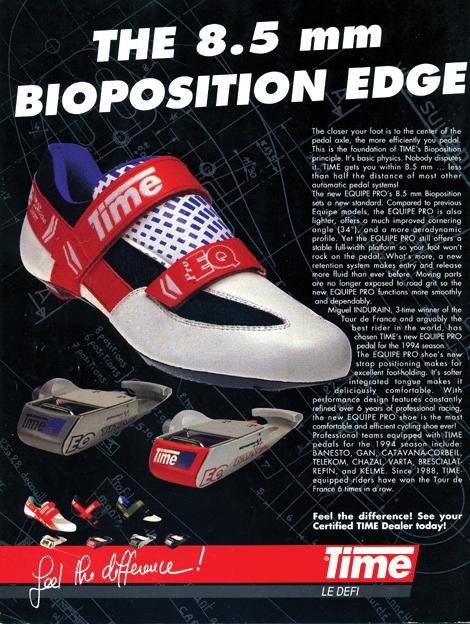 THE 8.5 mm
BIOPOSITION EDGE
The closer your foot is to the center of the
pedal axle, the more efficiently you pedal.
This is the foundation of TIME's Bioposition
principle. It's basic physics. Nobody disputes
it. TIME gets you within 8.5 mm ... less
than half the distance of most other
automatic pedal systems!
The new EQUIPE PRO's 8.5 mm Bioposition
sets a new standard. Compared to previous
Equipe models, the EQUIPE PRO is also
lighter, offers a much improved cornering
angle (34°), and a more aerodynamic
profile. Yet the EQUIPE PRO still offers a
stable full-width platform so your foot won't
rock on the pedal. What's more, a new
retention system makes entry and release
more fluid than ever before. Moving parts
are no longer exposed to road grit so the
new EQUIPE PRO functions more smoothly
and dependably.
Miguel INDURAIN, 3-time winner of the
Tour de France and arguably the
best rider in the world, has
chosen TIME's new EQUIPE PRO
pedal for the 1994 season.
The EQUIPE PRO shoe's new
strap positioning makes for
excellent foot-holding. It's softer
integrated tongue makes it
deliciously comfortable. With
performance design features constantly
refined over 6 years of professional racing,
the new EQUIPE PRO shoe is the most
comfortable and efficient cycling shoe ever!
Professional teams equipped with TIME
pedals for the 1994 season include:
BANESTO, GAN, CATAVANA-CORBEIL,
TELEKOM, CHAZAL, VARTA, BRESCIALAT-
REFIN, and KELME. Since 1988, TIME-
equipped riders have won the Tour de
France 6 times in a row.
Feel the difference! See your
Certified TIME Dealer today!
Time
EQ
Pro
Time
EQ
Time
EQ
feel the difference!
Time
LE DEFI